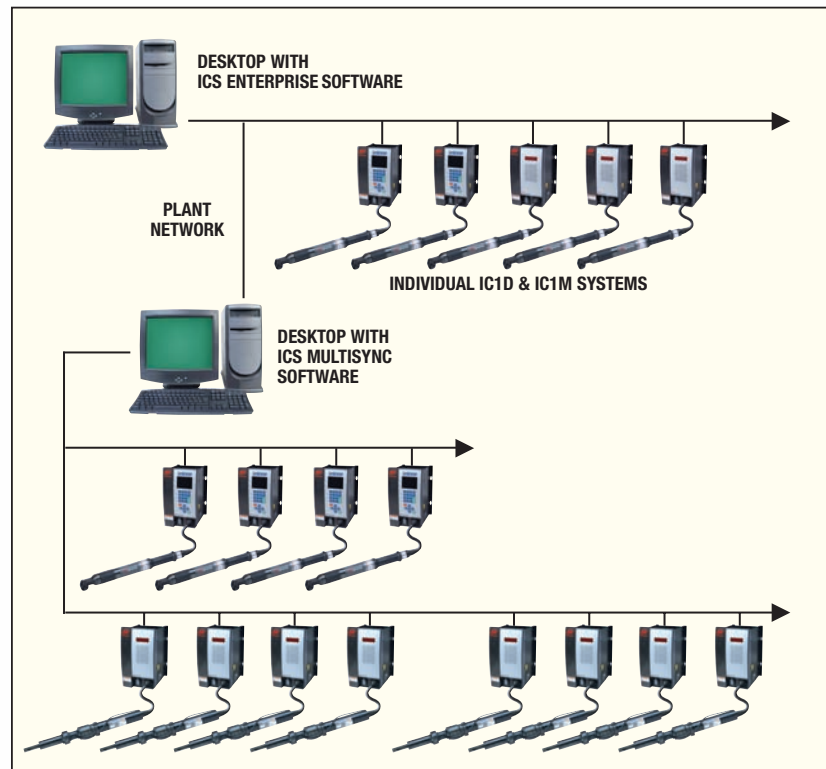 DESKTOP WITH
ICS ENTERPRISE SOFTWARE
PLANT
NETWORK
INDIVIDUAL IC1D & IC1M SYSTEMS
DESKTOP WITH
ICS MULTISYNC
SOFTWARE